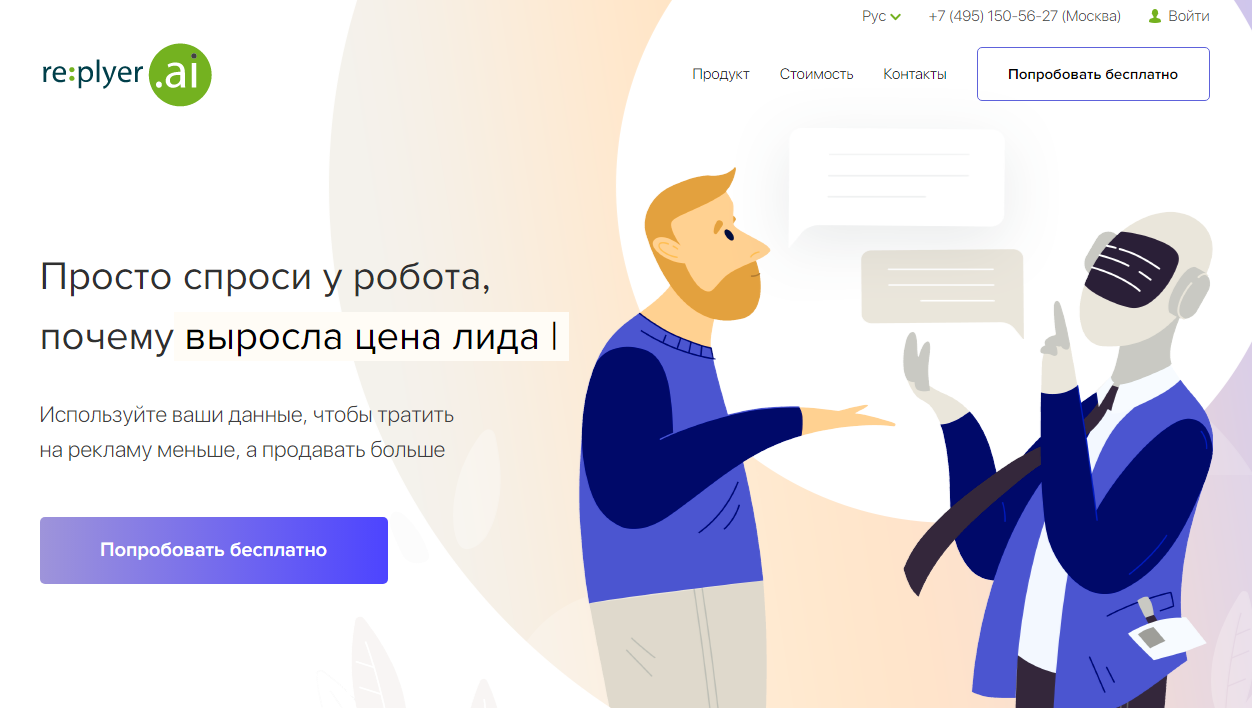 Рус
+7 (495) 150-56-27 (Москва)
Войти
re:plyer .ai
Продукт
Стоимость
Контакты
Попробовать бесплатно
Просто спроси у робота,
почему выросла цена лида |
Используйте ваши данные, чтобы тратить
на рекламу меньше, а продавать больше
Попробовать бесплатно